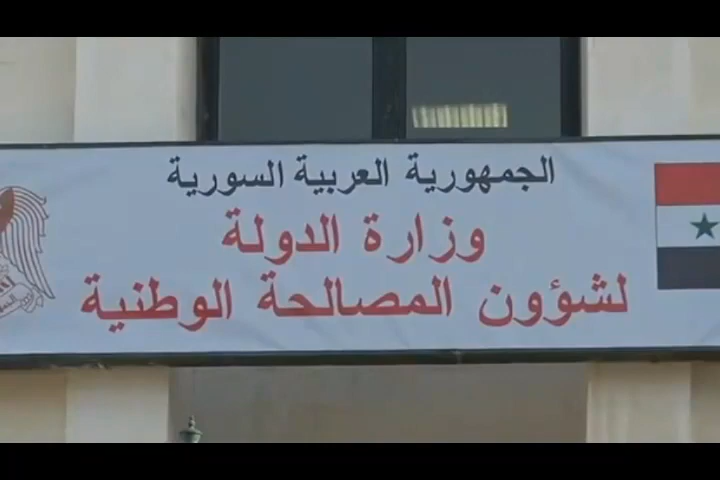 الجمهورية العربية السورية
وزارة الدولة
لشؤون المصالحة الوطنية